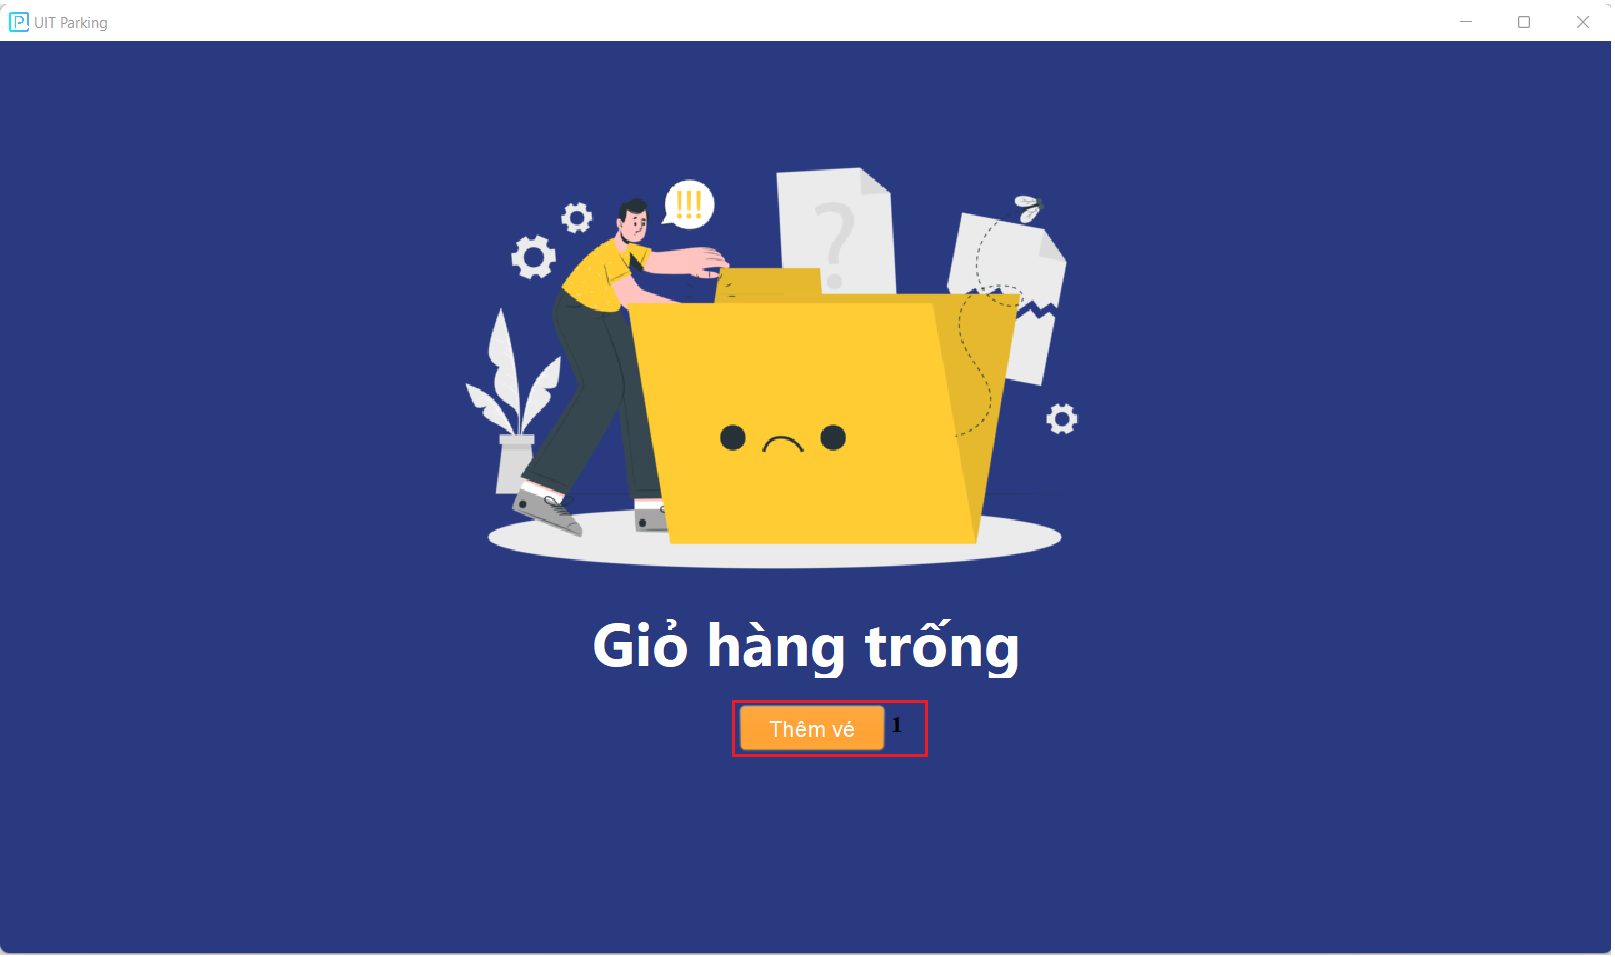 UIT Parking
!!!
?
Giỏ hàng trống
Thêm vé 1